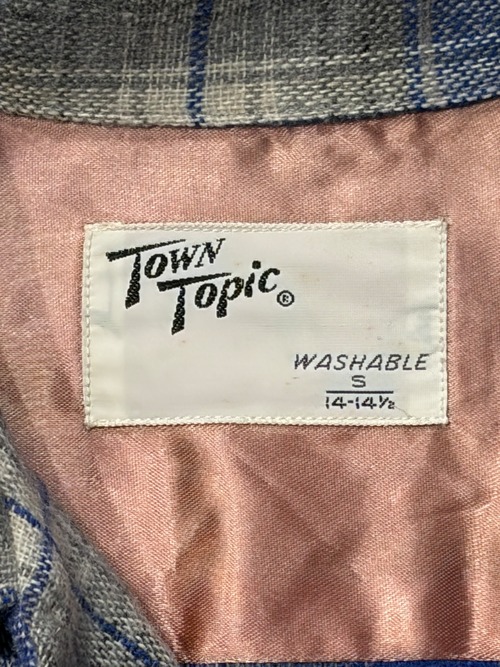 Town
Topic®
WASHABLE
S
14-14½